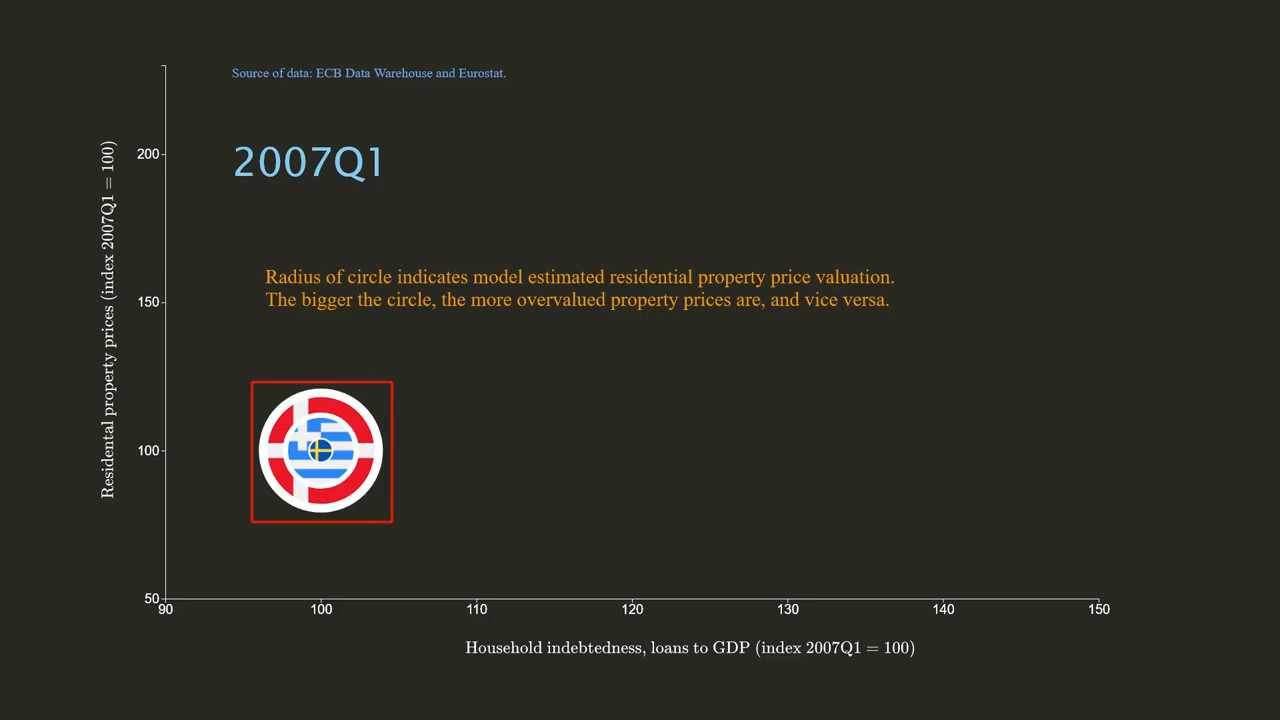 Source of data: ECB Data Warehouse and Eurostat.
2007Q1
Radius of circle indicates model estimated residential property price valuation.
The bigger the circle, the more overvalued property prices are, and vice versa.
Residental property prices (index 2007Q1 = 100)
200
150
100
50
90 100 110 120 130 140 150
Household indebtedness, loans to GDP (index 2007Q1 = 100)